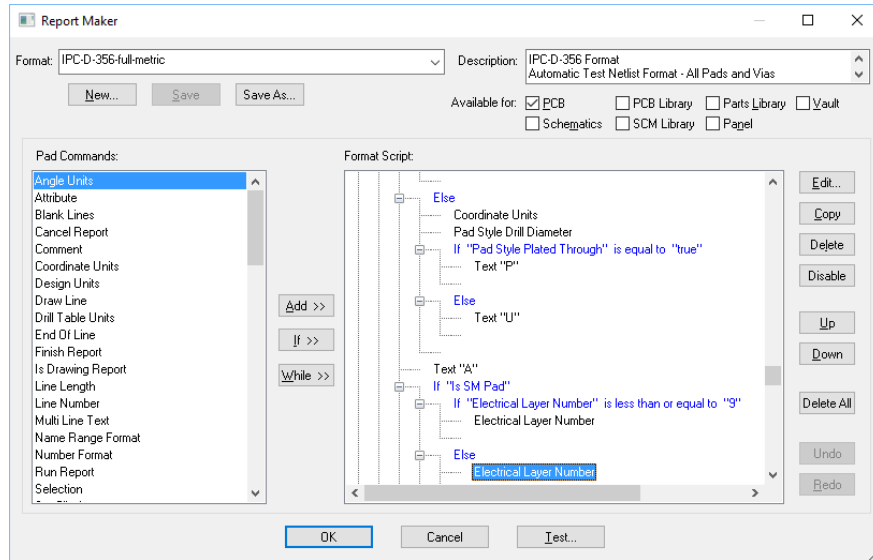 Report Maker
Format: IPC-D-356-full-metric
Description: IPC-D-356 Format
Automatic Test Netlist Format - All Pads and Vias
New... Save Save As...
Available for: PCB PCB Library Parts Library Vault
Schematics SCM Library Panel
Pad Commands:
Angle Units
Attribute
Blank Lines
Cancel Report
Comment
Coordinate Units
Design Units
Draw Line
Drill Table Units
End Of Line
Finish Report
Is Drawing Report
Line Length
Line Number
Multi Line Text
Name Range Format
Number Format
Run Report
Selection
Add >>
If >>
While >>
Format Script:
Else
Coordinate Units
Pad Style Drill Diameter
If "Pad Style Plated Through" is equal to "true"
Text "P"
Else
Text "U"
Text "A"
If "Is SM Pad"
If "Electrical Layer Number" is less than or equal to "9"
Electrical Layer Number
Else
Electrical Layer Number
Edit...
Copy
Delete
Disable
Up
Down
Delete All
Undo
Redo
OK Cancel Test...